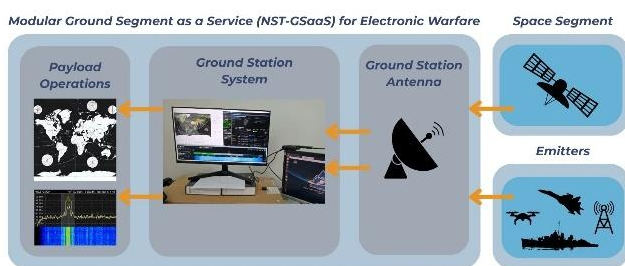 Modular Ground Segment as a Service (NST-GSaaS) for Electronic Warfare
Space Segment
Payload
Operations
Ground Station
System
Ground Station
Antenna
Emitters